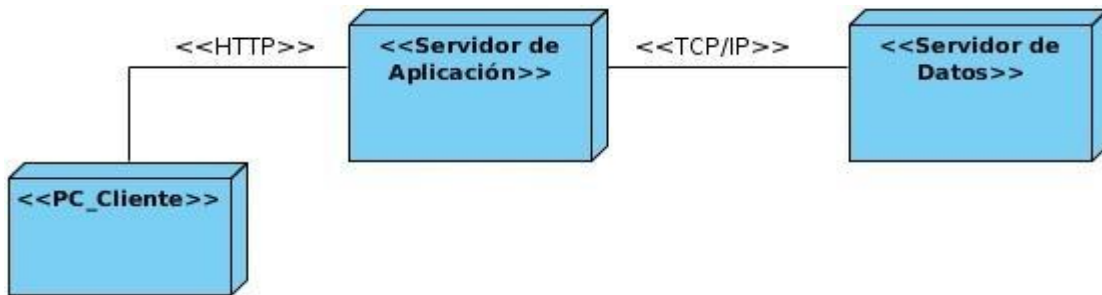 <<HTTP>>
<<Servidor de
Aplicación>>
<<TCP/IP>>
<<Servidor de
Datos>>
<<PC_Cliente>>